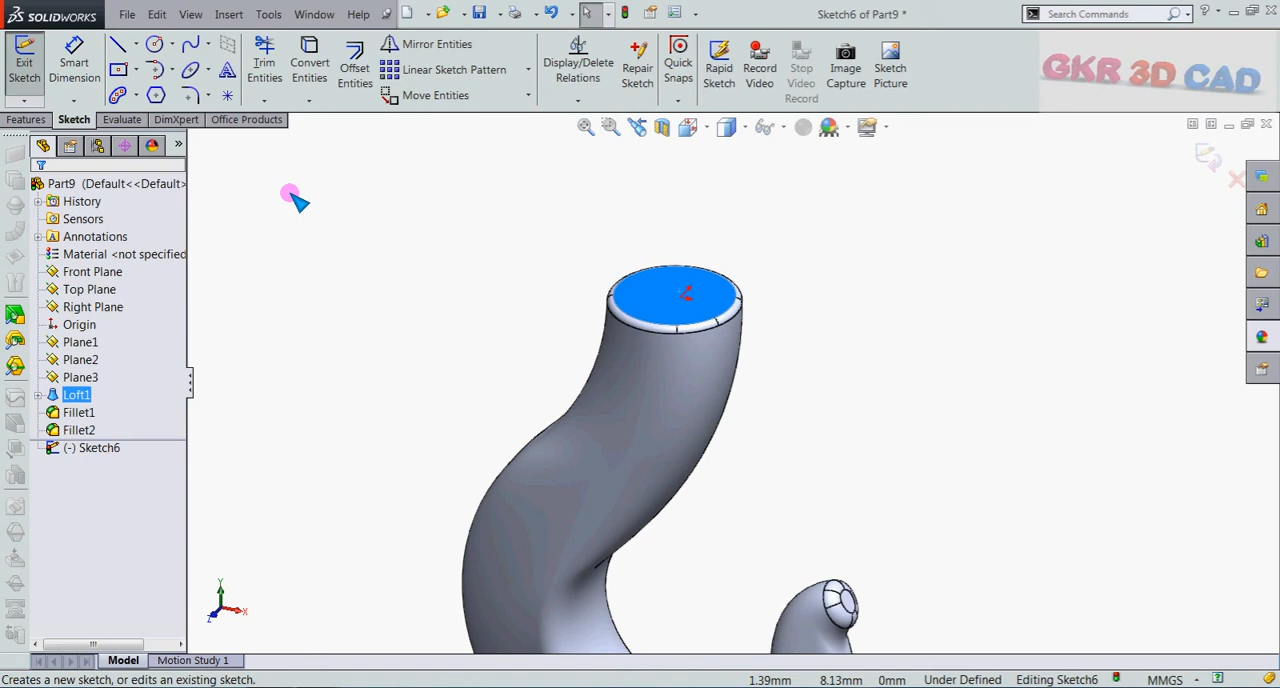 SOLIDWORKS File Edit View Insert Tools Window Help Sketch6 of Part9 * Search Commands ?
Exit Sketch
Smart Dimension
Trim Entities
Convert Entities
Offset Entities
Mirror Entities
Linear Sketch Pattern
Move Entities
Display/Delete Relations
Repair Sketch
Quick Snaps
Rapid Sketch
Record Video
Stop Video Record
Image Capture
Sketch Picture
GKR 3D CAD
Features Sketch Evaluate DimXpert Office Products
»
Part9 (Default<<Default>
History
Sensors
Annotations
Material <not specified
Front Plane
Top Plane
Right Plane
Origin
Plane1
Plane2
Plane3
Loft1
Fillet1
Fillet2
(-) Sketch6
Y
X
Z
Model Motion Study 1
Creates a new sketch, or edits an existing sketch. 1.39mm 8.13mm 0mm Under Defined Editing Sketch6 MMGS ?